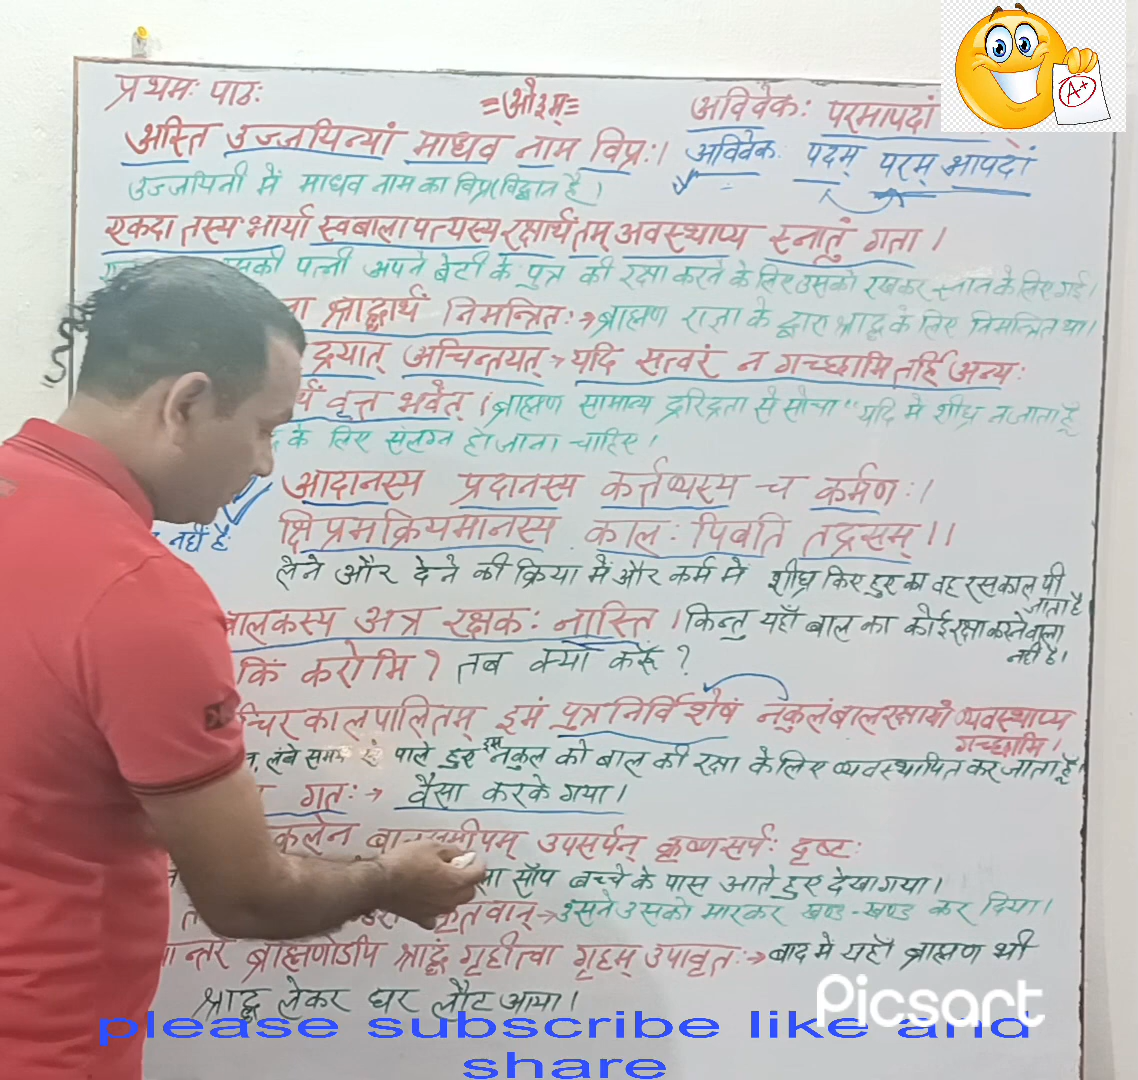 प्रथमः पाठः
=ओ३म्=
अविवेकः परमापदां
A+
अस्ति उज्जयिन्यां माधव नाम विप्रः।
अविवेकः पदम् परम् आपदां
उज्जयिनी में माधव नाम का विप्र(विद्वान है)।
एकदा तस्य भार्या स्वबालापत्यस्य रक्षार्थं तम् अवस्थाप्य स्नातुं गता।
पत्नी अपने बेटी के पुत्र की रक्षा करने के लिए उसको रखकर स्नान के लिए गई।
श्राद्धार्थं निमन्त्रितः→ब्राह्मण राजा के द्वारा श्राद्ध के लिए निमन्त्रित था।
द्रयात् अचिन्तयत्→यदि सत्वरं न गच्छामि तर्हि अन्यः
वृत्त भवेत्। ब्राह्मण सामान्य दरिद्रता से सोचा "यदि मैं शीघ्र न जाता हूँ
के लिए संलग्न हो जाना चाहिए।
आदानस्य प्रदानस्य कर्त्तव्यस्य च कर्मणः।
नहीं है
क्षिप्रमक्रियमानस्य कालः पिबति तद्रसम्।।
लेने और देने की क्रिया में और कर्म में शीघ्र किए हुए का वह रस काल पी
जाता है
बालकस्य अत्र रक्षकः नास्ति। किन्तु यहाँ बाल का कोई रक्षा करने वाला
नहीं है।
किं करोमि? तब क्या करूँ?
चिरकालपालितम् इमं पुत्रनिर्विशेषं नकुलं बालरक्षायां व्यवस्थाप्य
गच्छामि।
लंबे समय से पाले हुए इस नकुल को बाल की रक्षा के लिए व्यवस्थापित कर जाता हूँ।
गतः→ वैसा करके गया।
उपसर्पन् कृष्णसर्पः दृष्टः
साँप बच्चे के पास आते हुए देखा गया।
कृतवान्→उसने उसको मारकर खण्ड-खण्ड कर दिया।
ब्राह्मणोऽपि श्राद्धं गृहीत्वा गृहम् उपावृतः→बाद में यहाँ ब्राह्मण भी
श्राद्ध लेकर घर लौट आया।
Picsart
please subscribe like and
share